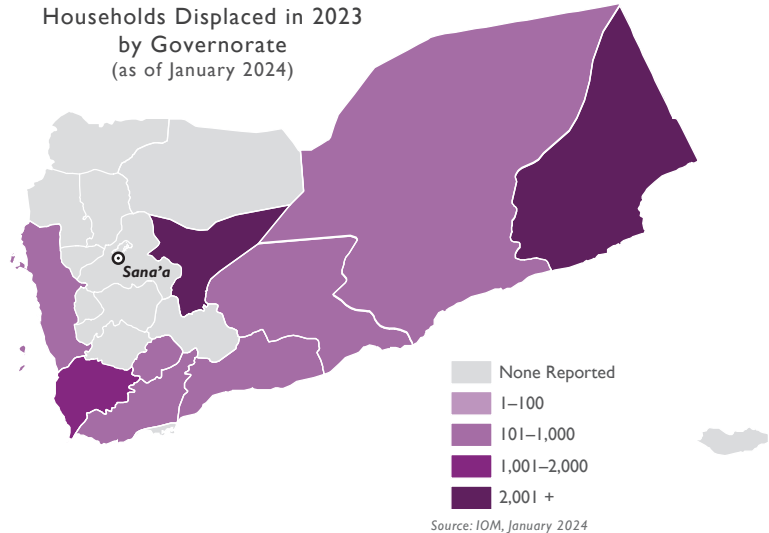 Households Displaced in 2023
by Governorate
(as of January 2024)
Sana’a
None Reported
1–100
101–1,000
1,001–2,000
2,001 +
Source: IOM, January 2024